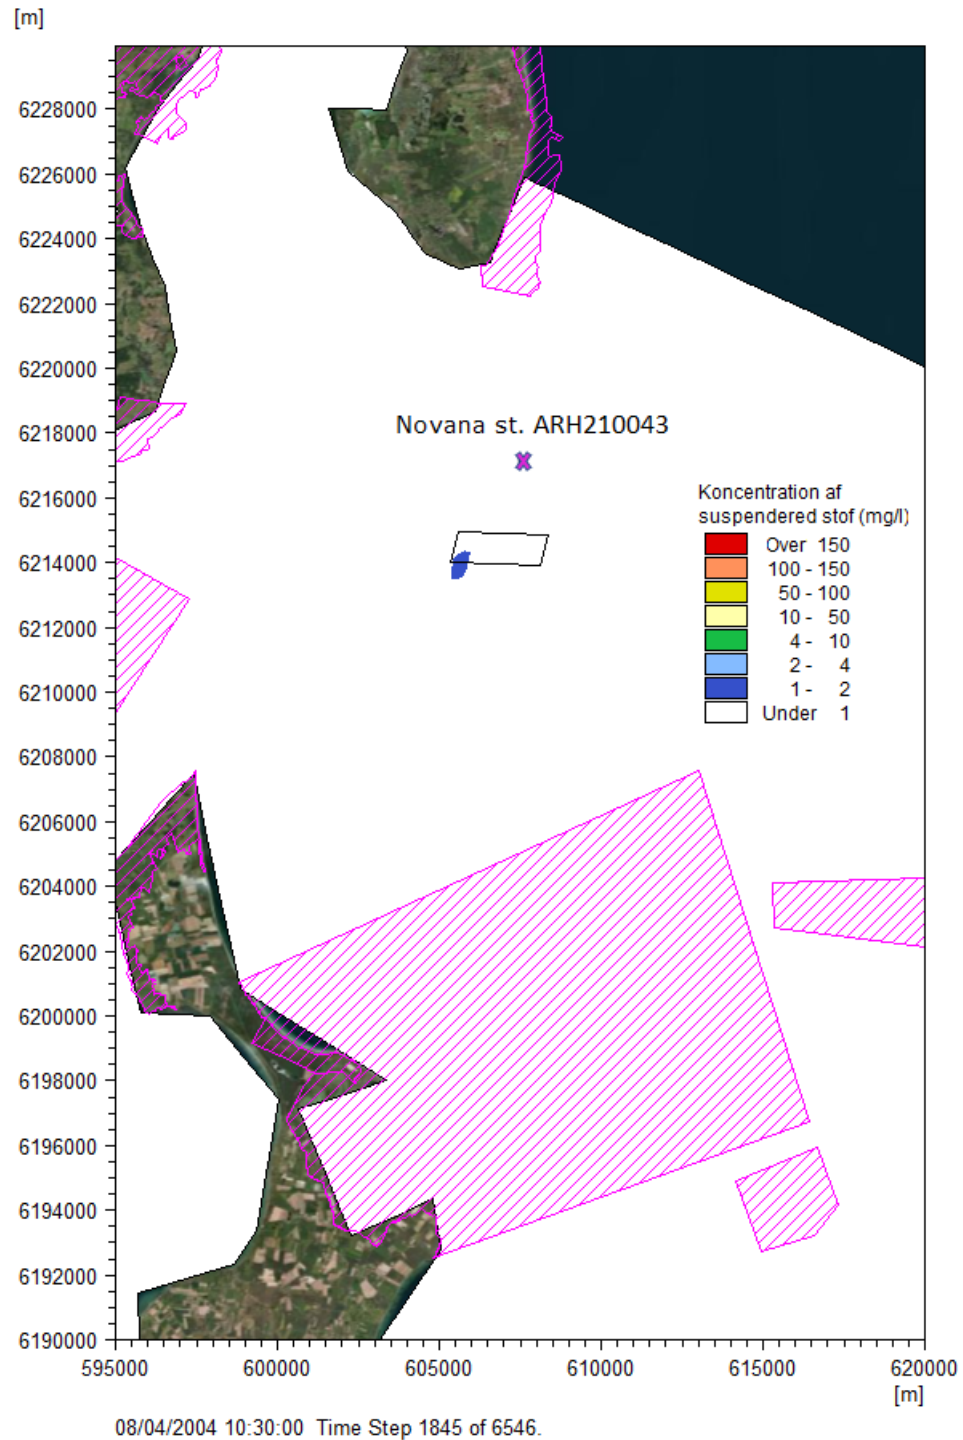 [m]
6228000
6226000
6224000
6222000
6220000
6218000
6216000
6214000
6212000
6210000
6208000
6206000
6204000
6202000
6200000
6198000
6196000
6194000
6192000
6190000
Novana st. ARH210043
Koncentration af
suspendered stof (mg/l)
Over 150
100 - 150
50 - 100
10 - 50
4 - 10
2 - 4
1 - 2
Under 1
595000 600000 605000 610000 615000 620000
[m]
08/04/2004 10:30:00 Time Step 1845 of 6546.